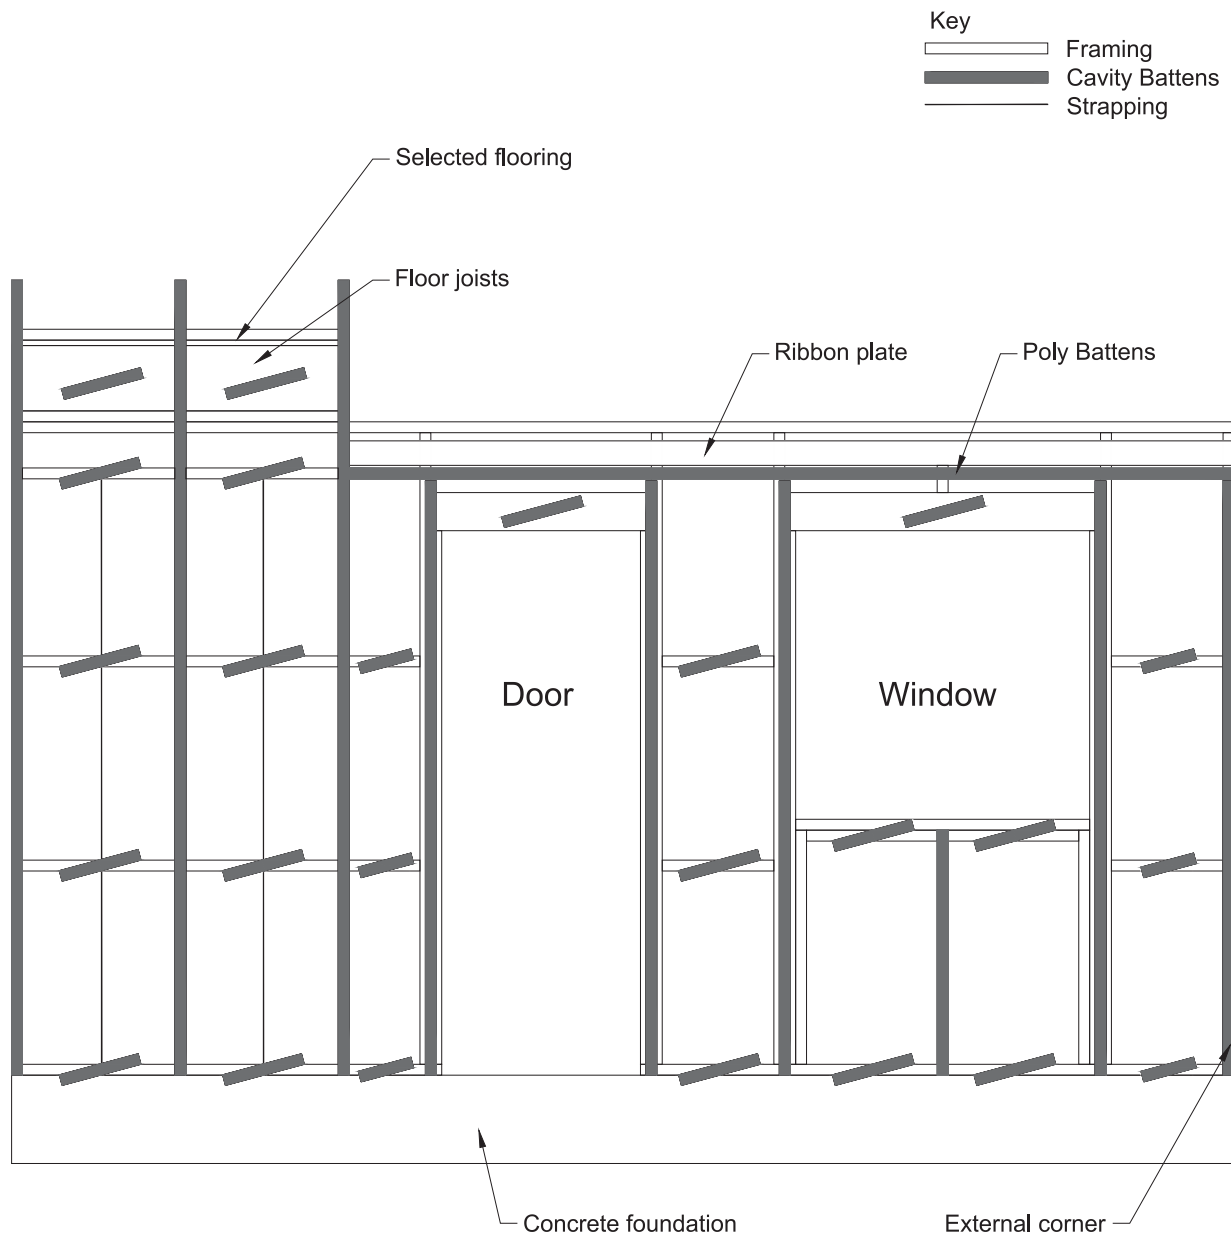 Key
Framing
Cavity Battens
Strapping
Selected flooring
Floor joists
Ribbon plate
Poly Battens
Door
Window
Concrete foundation
External corner